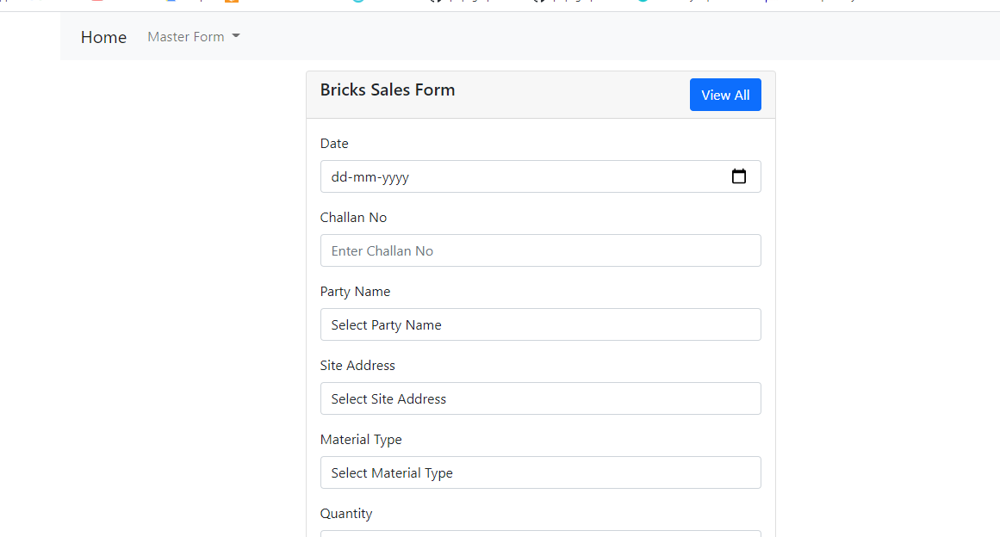 Home Master Form
Bricks Sales Form
View All
Date
dd-mm-yyyy
Challan No
Enter Challan No
Party Name
Select Party Name
Site Address
Select Site Address
Material Type
Select Material Type
Quantity